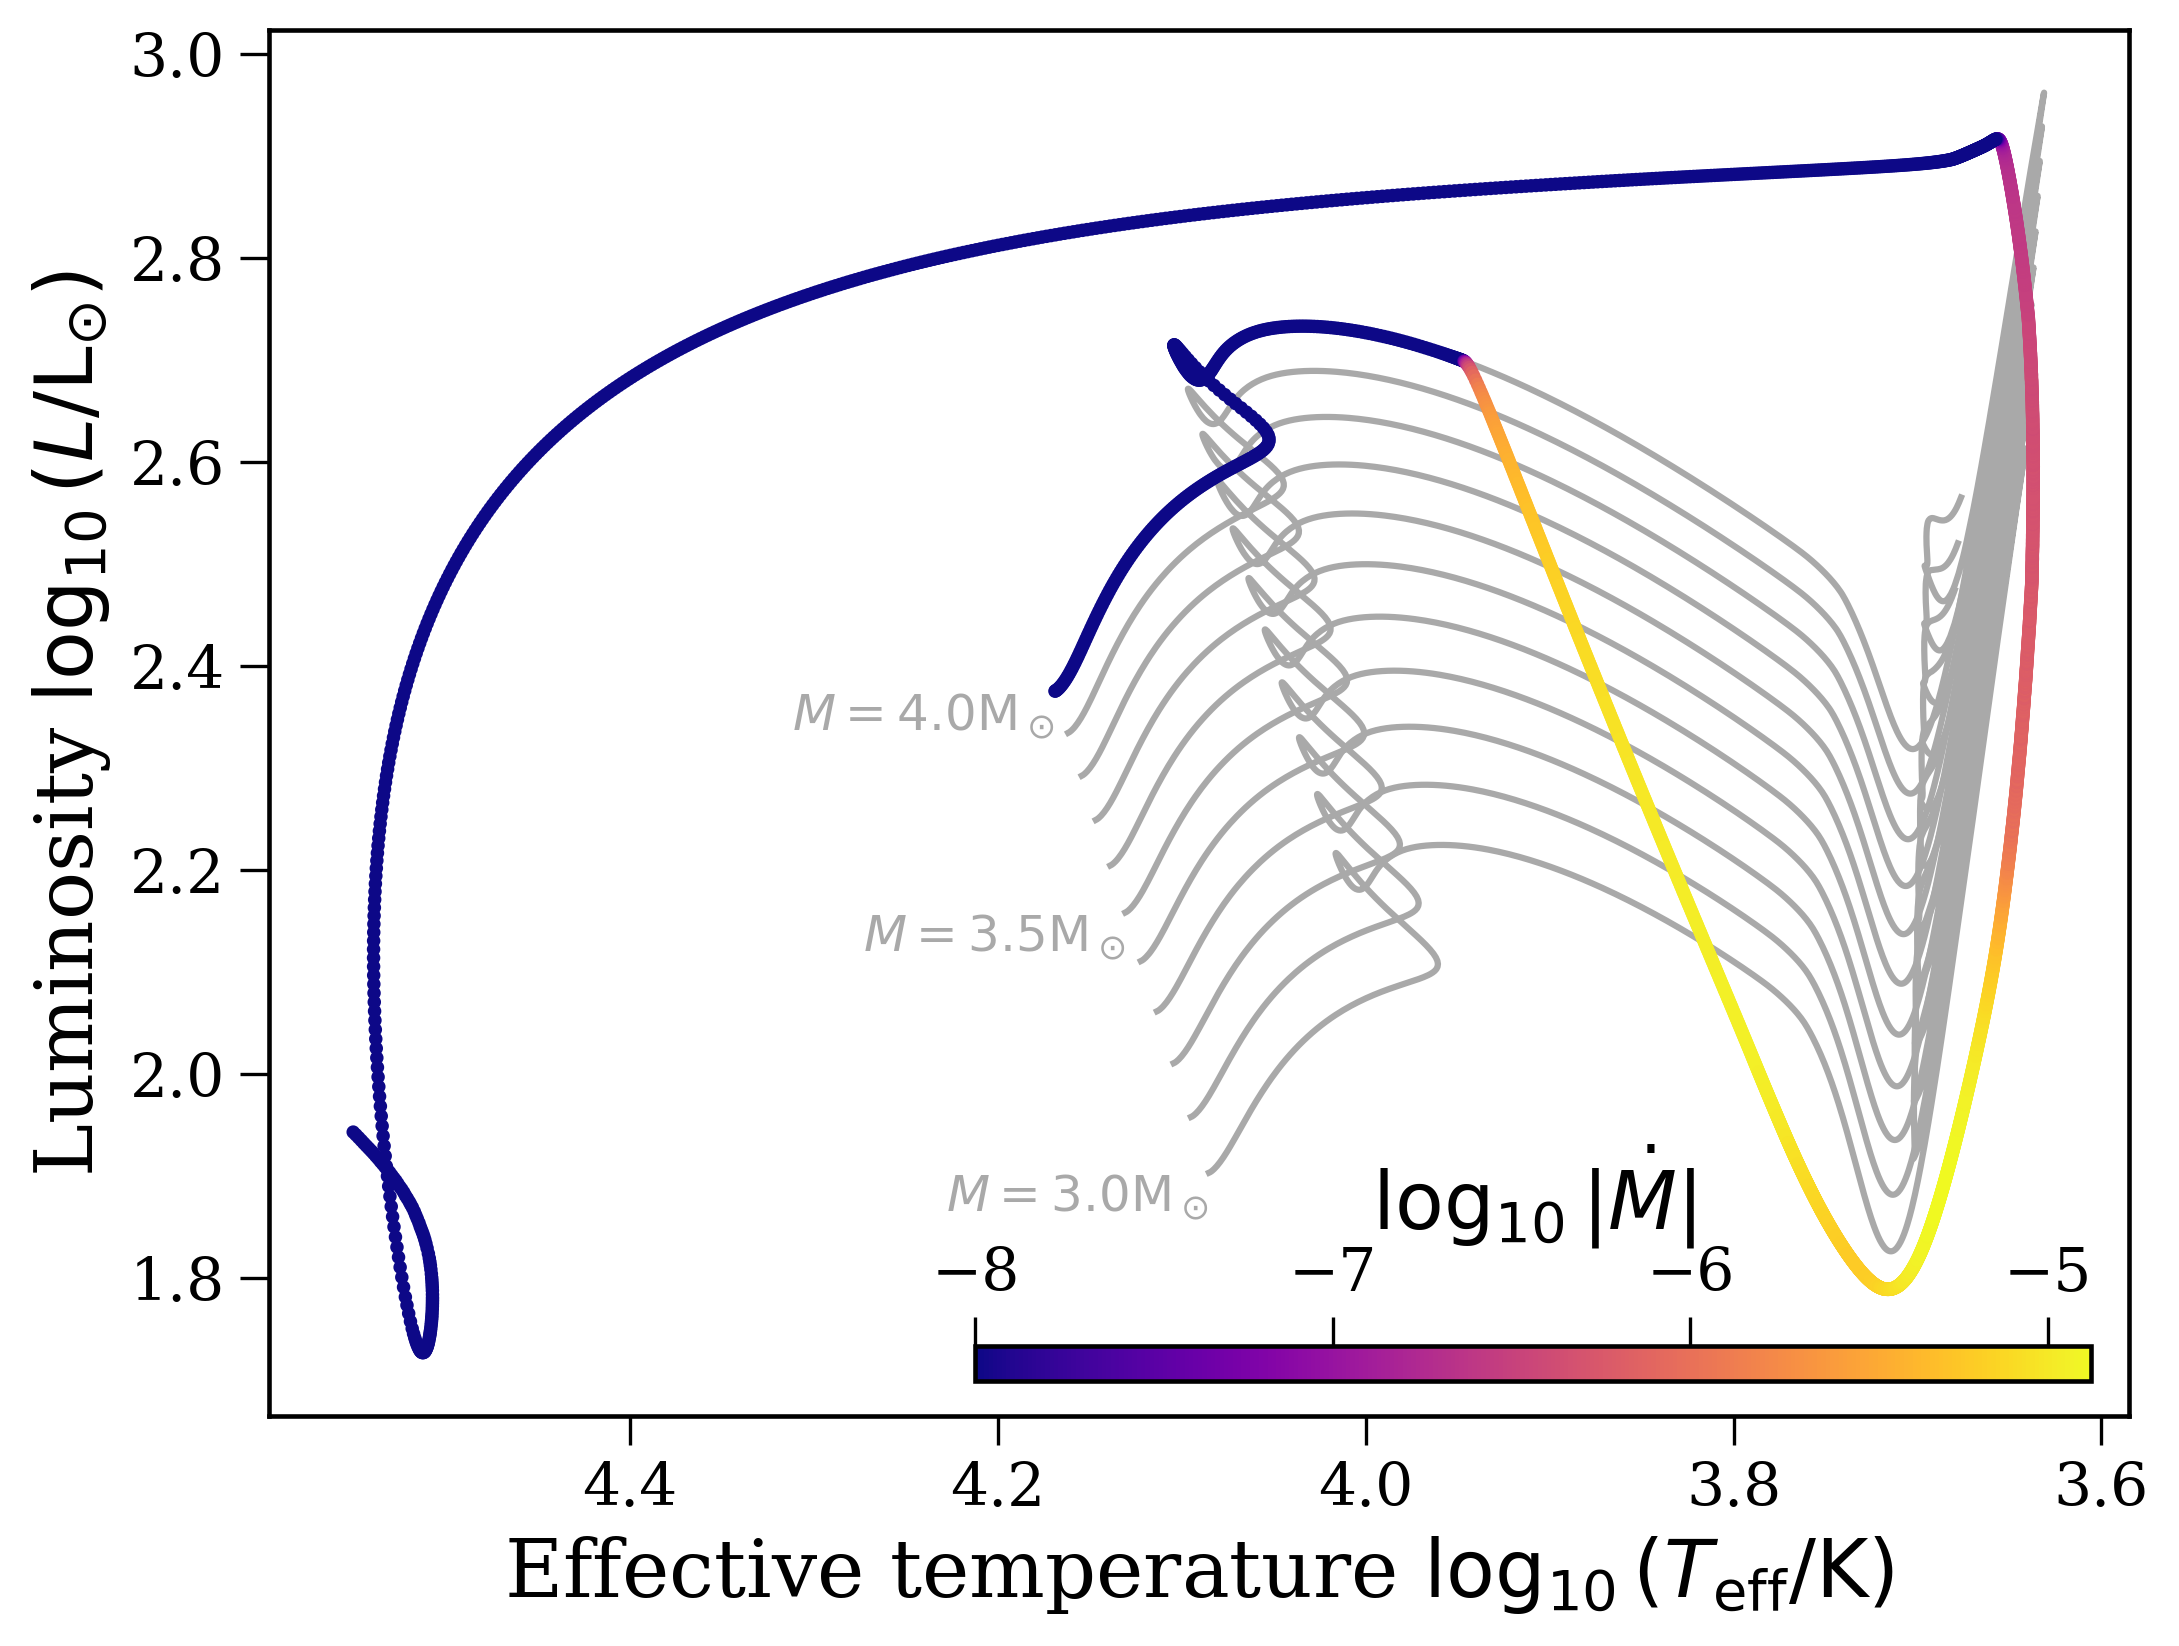 3.0
2.8
2.6
2.4
2.2
2.0
1.8
Luminosity log₁₀ (L/L⊙)
M = 4.0M⊙
M = 3.5M⊙
M = 3.0M⊙
log₁₀ |Ṁ|
−8 −7 −6 −5
4.4 4.2 4.0 3.8 3.6
Effective temperature log₁₀ (T_eff/K)